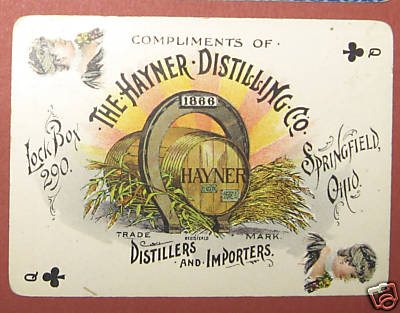 COMPLIMENTS OF
THE HAYNER DISTILLING CO.
1866
Q
LOCK BOX
290.
HAYNER
SPRINGFIELD,
OHIO.
TRADE REGISTERED MARK.
DISTILLERS
AND IMPORTERS.
Q